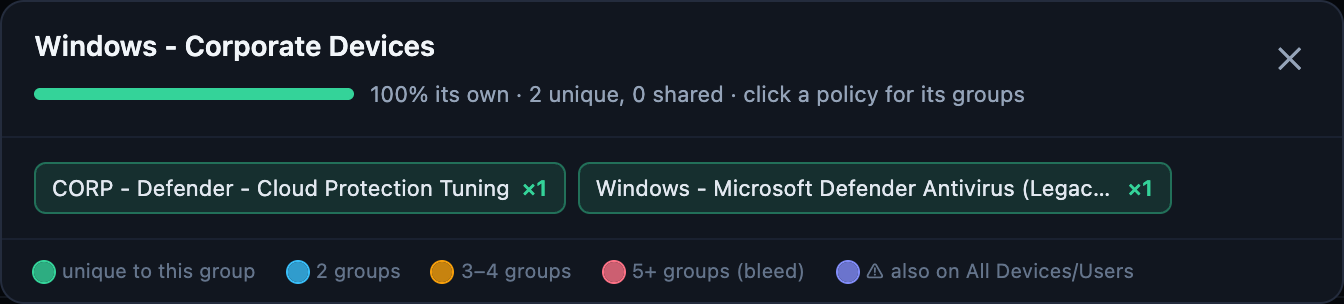 Windows - Corporate Devices
100% its own · 2 unique, 0 shared · click a policy for its groups
CORP - Defender - Cloud Protection Tuning ×1
Windows - Microsoft Defender Antivirus (Legac... ×1
unique to this group 2 groups 3–4 groups 5+ groups (bleed) ⚠ also on All Devices/Users